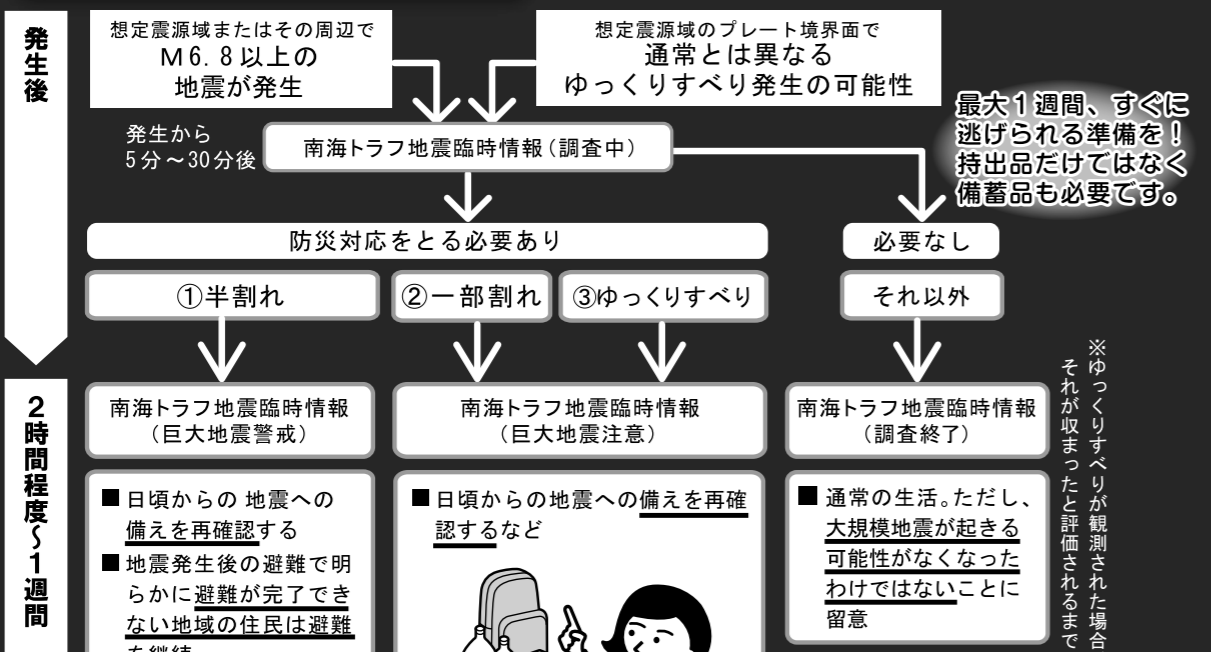 発生後
想定震源域またはその周辺で
M6.8以上の
地震が発生
想定震源域のプレート境界面で
通常とは異なる
ゆっくりすべり発生の可能性
最大1週間、すぐに
逃げられる準備を!
持出品だけではなく
備蓄品も必要です。
発生から
5分～30分後
南海トラフ地震臨時情報(調査中)
防災対応をとる必要あり
必要なし
①半割れ
②一部割れ
③ゆっくりすべり
それ以外
2時間程度～1週間
南海トラフ地震臨時情報
(巨大地震警戒)
南海トラフ地震臨時情報
(巨大地震注意)
南海トラフ地震臨時情報
(調査終了)
■日頃からの 地震への
備えを再確認する
■地震発生後の避難で明
らかに避難が完了でき
ない地域の住民は避難
を継続
■日頃からの地震への備えを再確
認するなど
■ 通常の生活。ただし、
大規模地震が起きる
可能性がなくなった
わけではないことに
留意
※ゆっくりすべりが観測された場合
それが収まったと評価されるまで